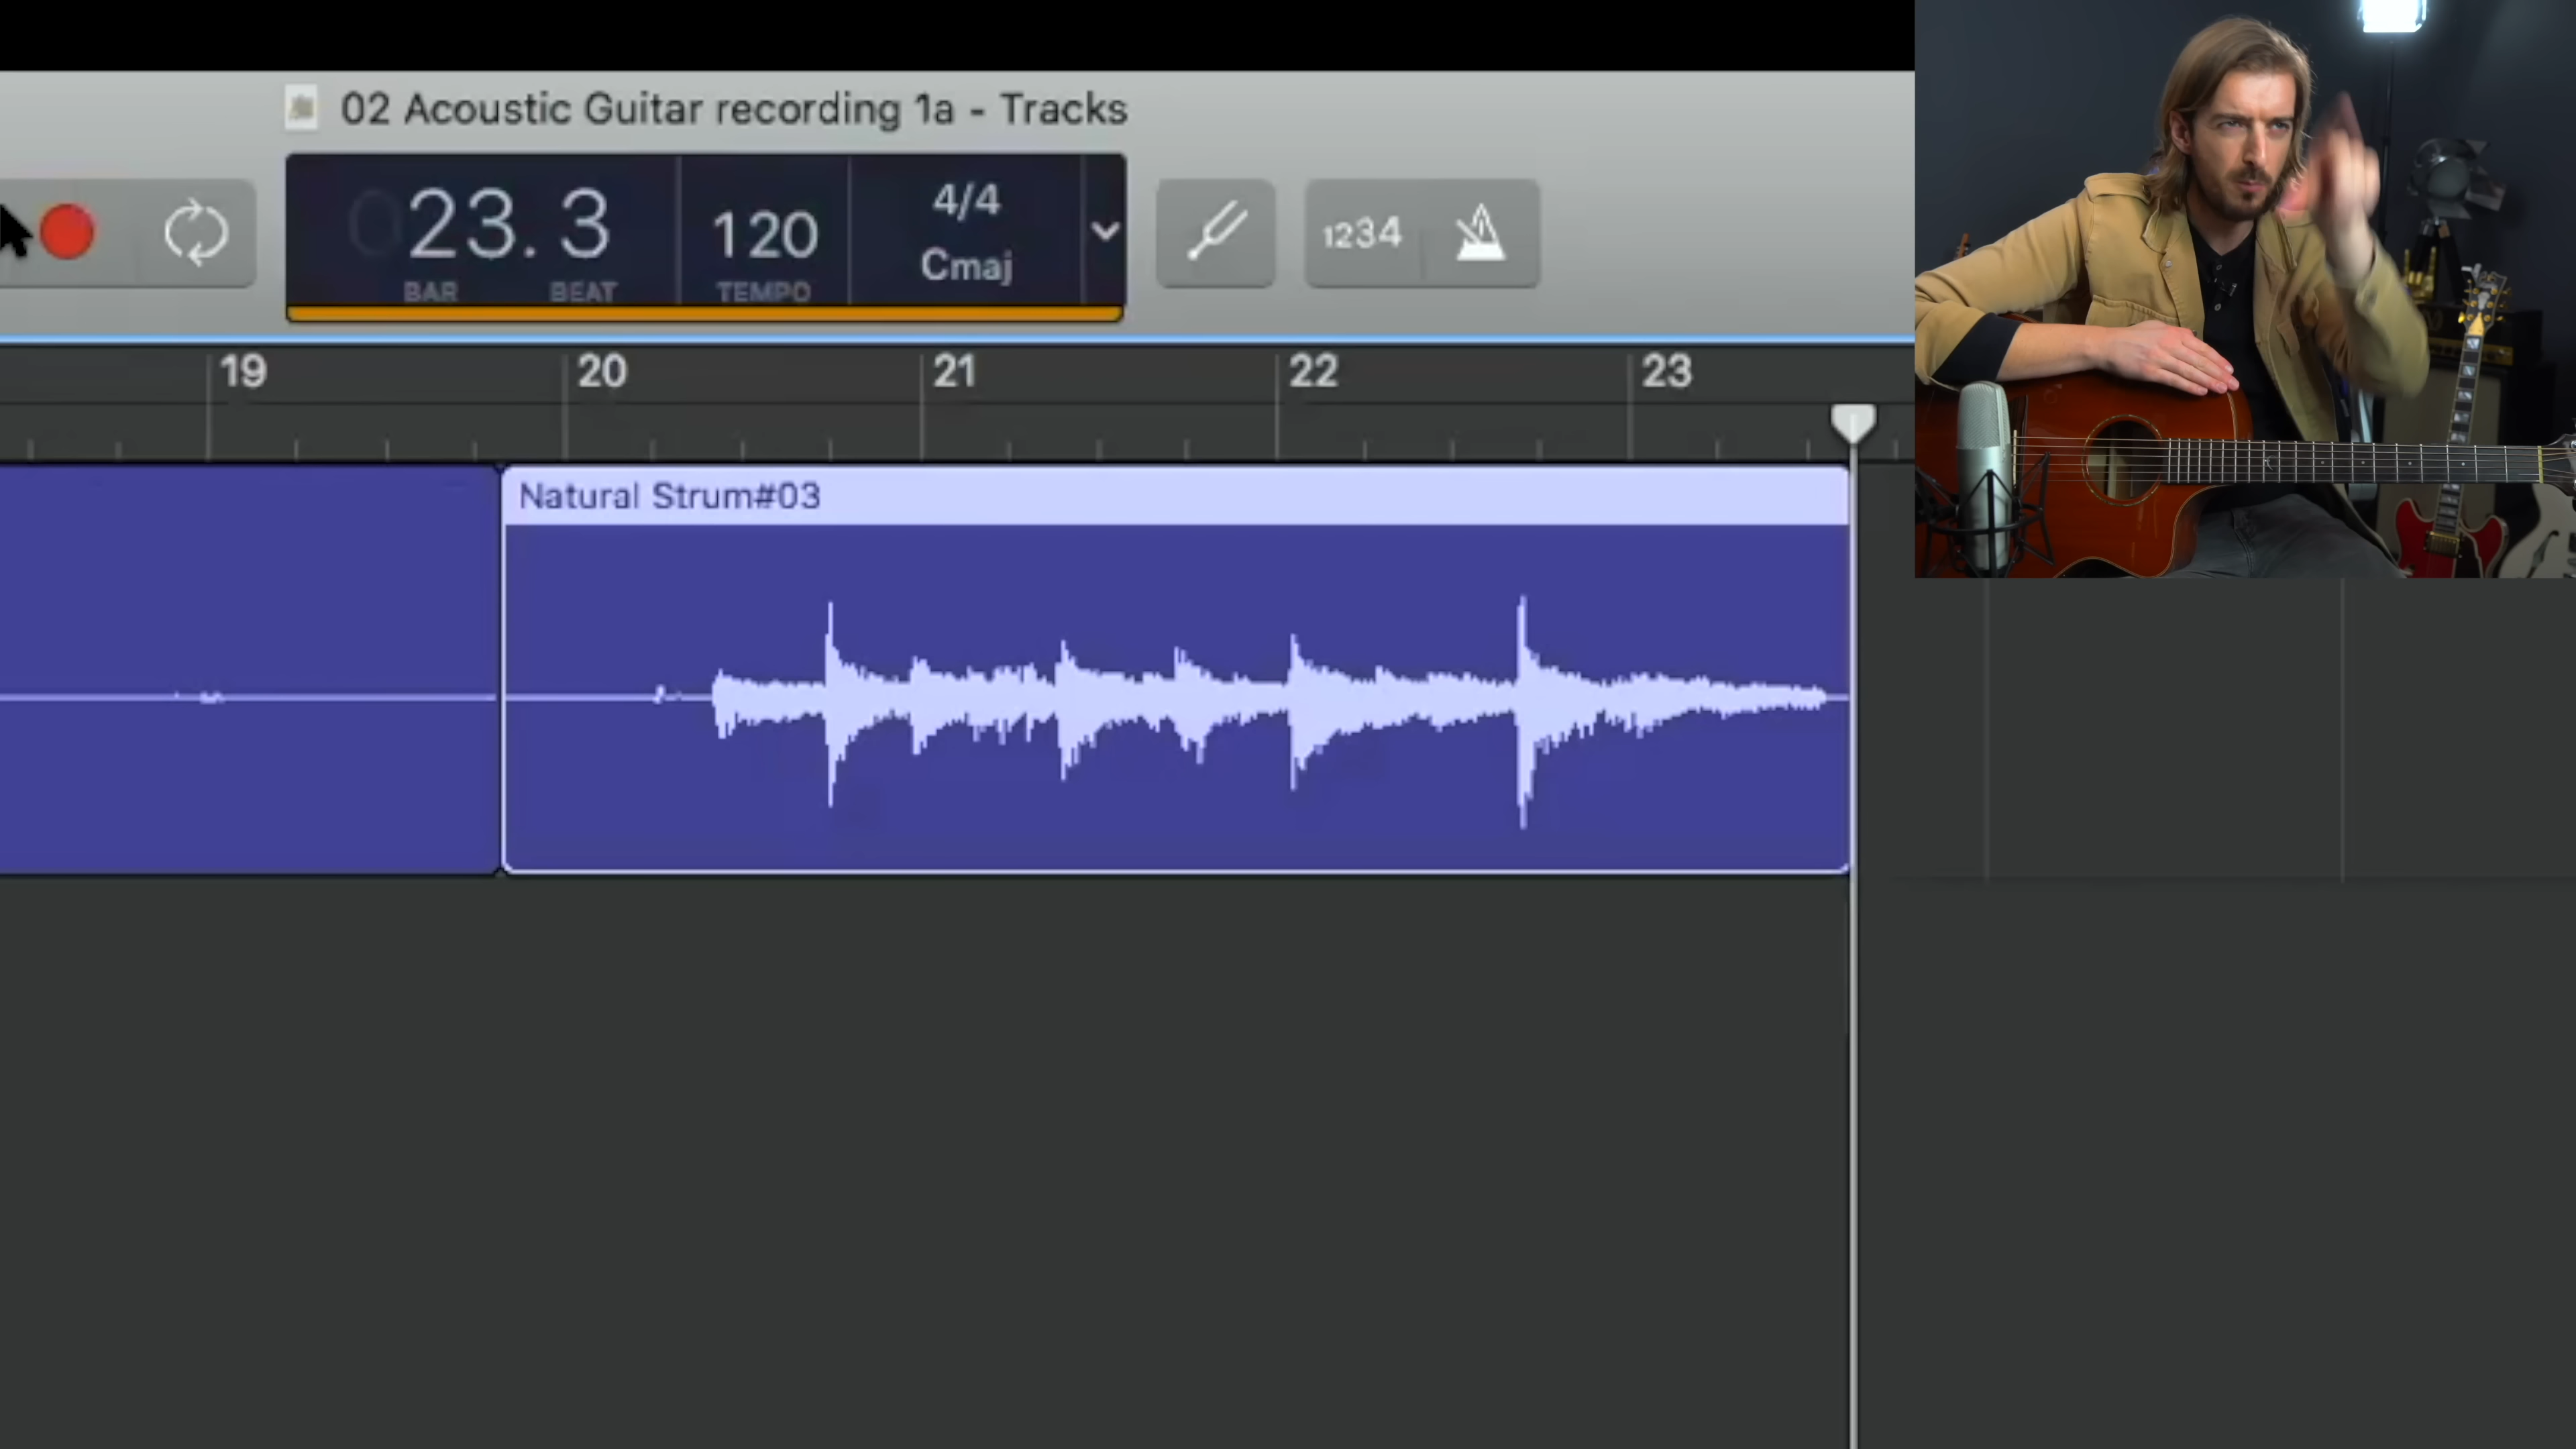 02 Acoustic Guitar recording 1a - Tracks
023. 3
BAR
BEAT
120
TEMPO
4/4
Cmaj
1234
19
20
21
22
23
Natural Strum#03